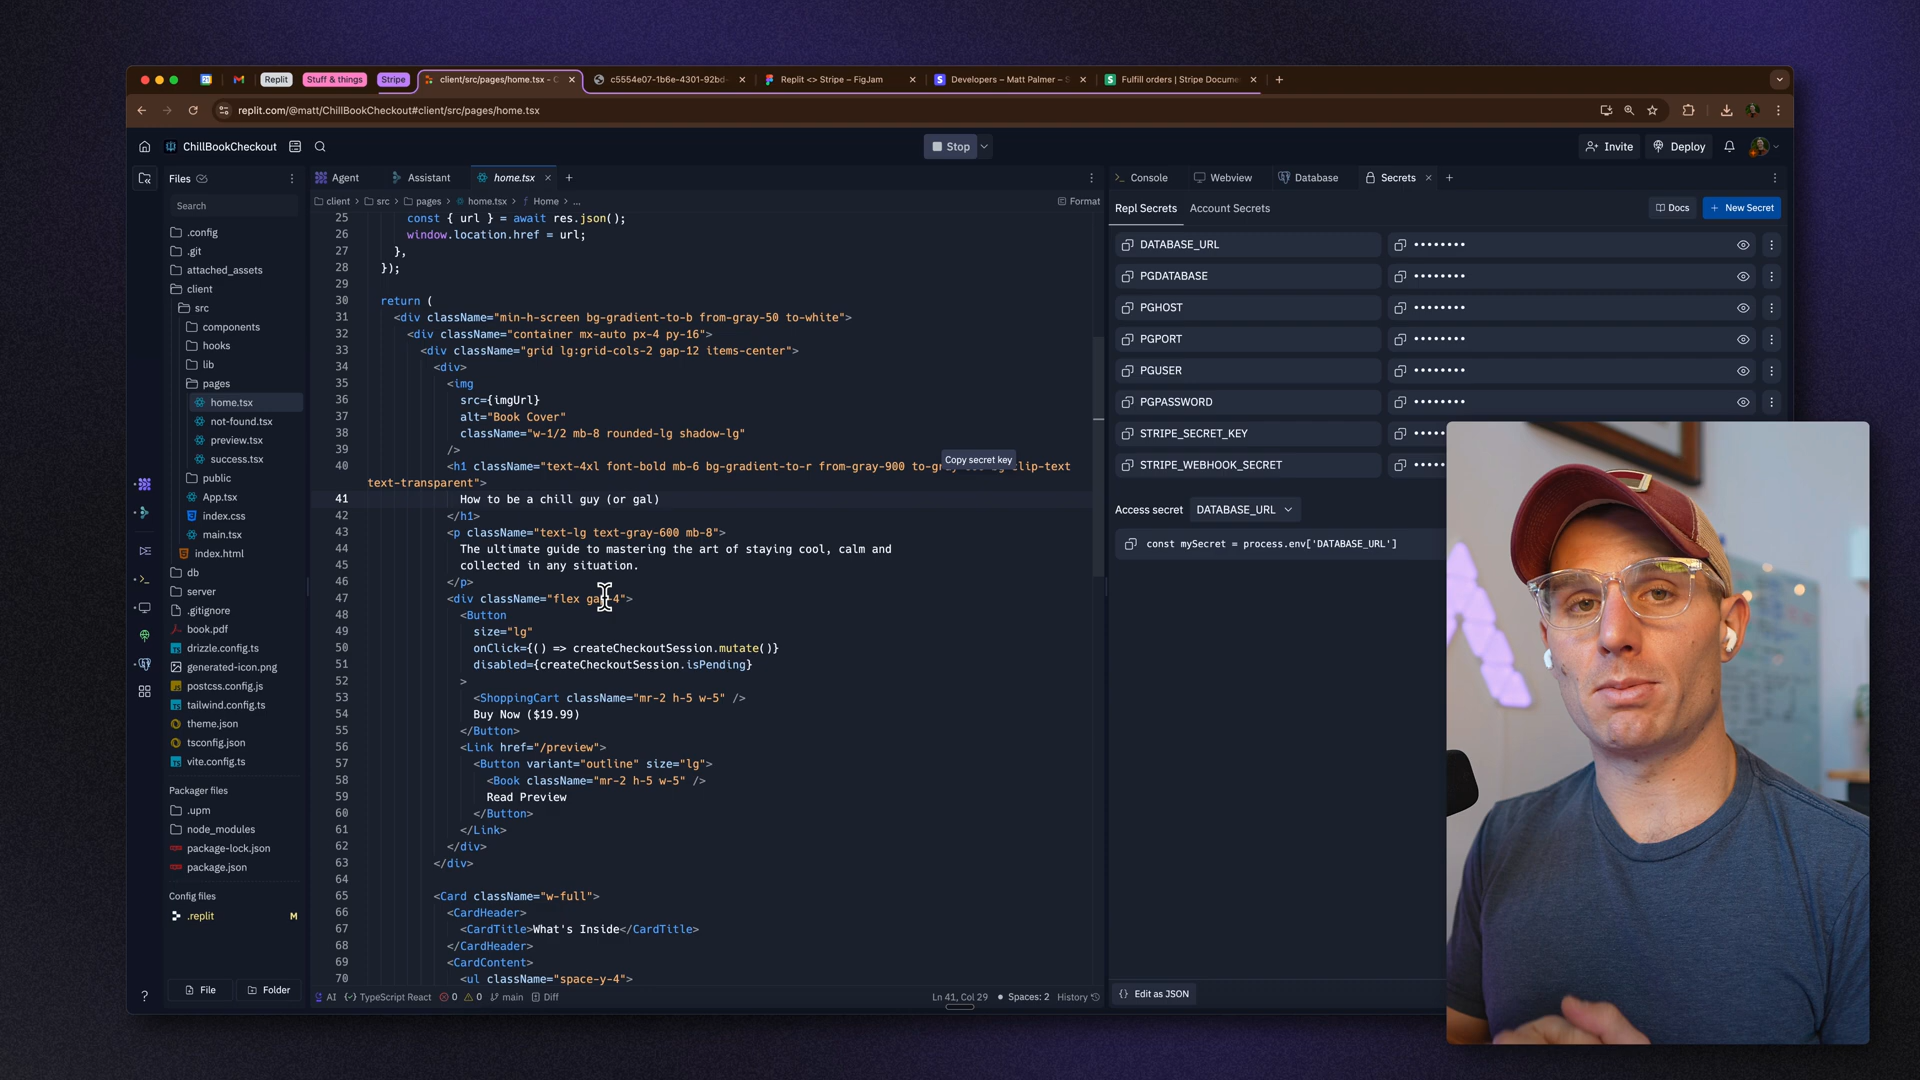 Replit
Stuff & things
Stripe
client/src/pages/home.tsx - C
c5554e07-1b6e-4301-92bd-
Replit <> Stripe – FigJam
Developers – Matt Palmer – S
Fulfill orders | Stripe Docume
replit.com/@matt/ChillBookCheckout#client/src/pages/home.tsx
ChillBookCheckout
Stop
Invite
Deploy
Files
Agent
Assistant
home.tsx
Console
Webview
Database
Secrets
Search
client
src
pages
home.tsx
Home
...
Format
Repl Secrets
Account Secrets
Docs
New Secret
.config
.git
attached_assets
client
src
components
hooks
lib
pages
home.tsx
not-found.tsx
preview.tsx
success.tsx
public
App.tsx
index.css
main.tsx
index.html
db
server
.gitignore
book.pdf
drizzle.config.ts
generated-icon.png
postcss.config.js
tailwind.config.ts
theme.json
tsconfig.json
vite.config.ts
Packager files
.upm
node_modules
package-lock.json
package.json
Config files
.replit M
File
Folder
25 const { url } = await res.json();
26 window.location.href = url;
27 },
28 });
29
30 return (
31 <div className="min-h-screen bg-gradient-to-b from-gray-50 to-white">
32 <div className="container mx-auto px-4 py-16">
33 <div className="grid lg:grid-cols-2 gap-12 items-center">
34 <div>
35 <img
36 src={imgUrl}
37 alt="Book Cover"
38 className="w-1/2 mb-8 rounded-lg shadow-lg"
39 />
Copy secret key
40 <h1 className="text-4xl font-bold mb-6 bg-gradient-to-r from-gray-900 to-gr clip-text
text-transparent">
41 How to be a chill guy (or gal)
42 </h1>
43 <p className="text-lg text-gray-600 mb-8">
44 The ultimate guide to mastering the art of staying cool, calm and
45 collected in any situation.
46 </p>
47 <div className="flex gap-4">
48 <Button
49 size="lg"
50 onClick={() => createCheckoutSession.mutate()}
51 disabled={createCheckoutSession.isPending}
52 >
53 <ShoppingCart className="mr-2 h-5 w-5" />
54 Buy Now ($19.99)
55 </Button>
56 <Link href="/preview">
57 <Button variant="outline" size="lg">
58 <Book className="mr-2 h-5 w-5" />
59 Read Preview
60 </Button>
61 </Link>
62 </div>
63 </div>
64
65 <Card className="w-full">
66 <CardHeader>
67 <CardTitle>What's Inside</CardTitle>
68 </CardHeader>
69 <CardContent>
70 <ul className="space-y-4">
AI
TypeScript React
0
0
main
Diff
Ln 41, Col 29
Spaces: 2
History
DATABASE_URL ••••••••
PGDATABASE ••••••••
PGHOST ••••••••
PGPORT ••••••••
PGUSER ••••••••
PGPASSWORD ••••••••
STRIPE_SECRET_KEY •••••
STRIPE_WEBHOOK_SECRET •••••
Access secret
DATABASE_URL
const mySecret = process.env['DATABASE_URL']
{} Edit as JSON
?